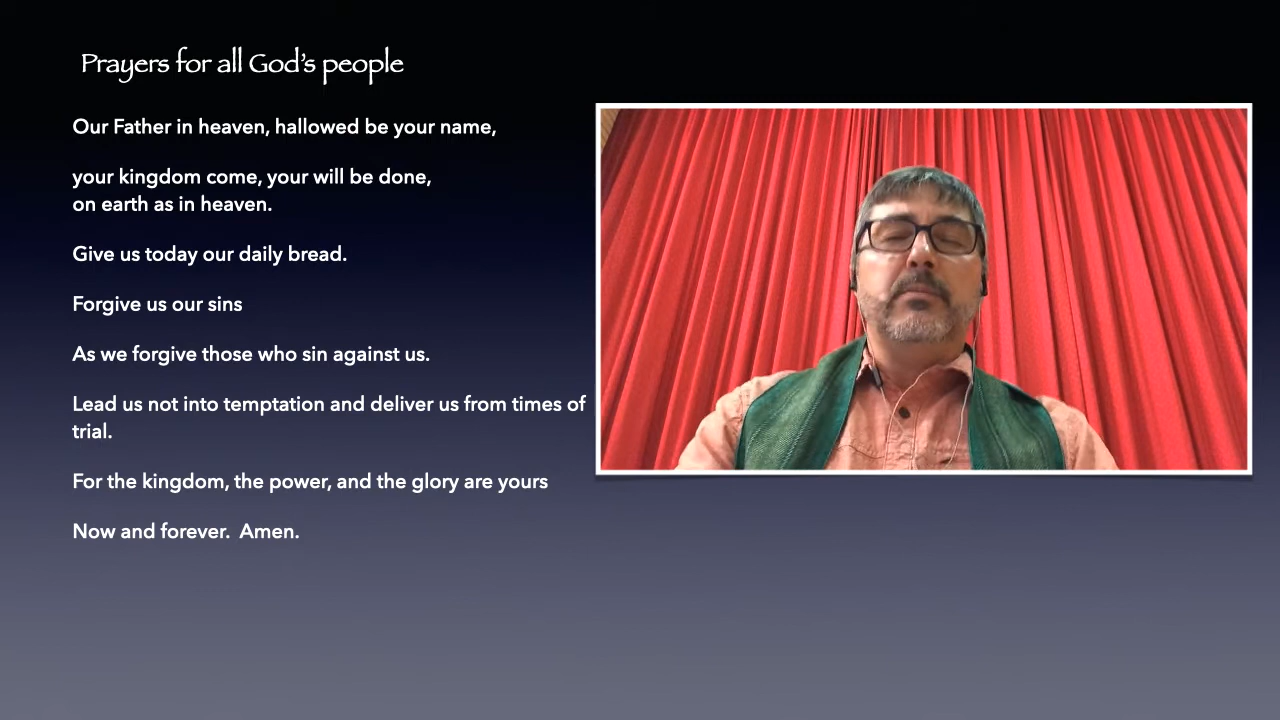 Prayers for all God's people
Our Father in heaven, hallowed be your name,
your kingdom come, your will be done,
on earth as in heaven.
Give us today our daily bread.
Forgive us our sins
As we forgive those who sin against us.
Lead us not into temptation and deliver us from times of
trial.
For the kingdom, the power, and the glory are yours
Now and forever.  Amen.